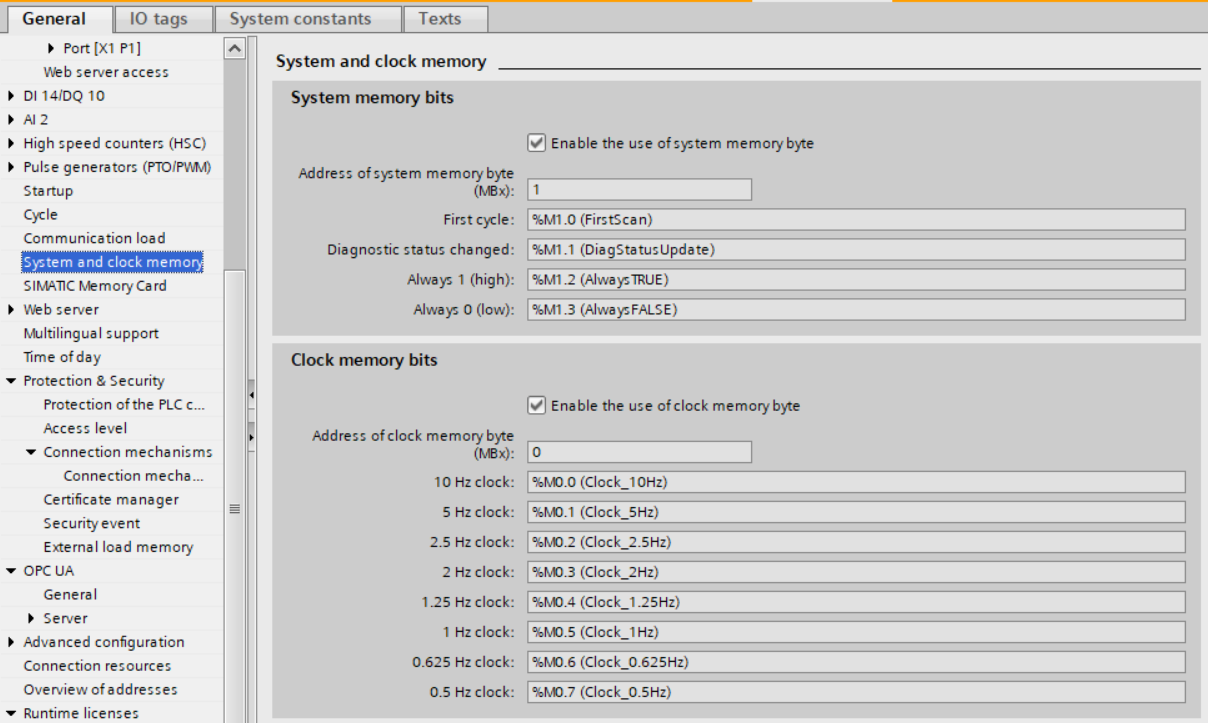 General
IO tags
System constants
Texts
Port [X1 P1]
Web server access
DI 14/DQ 10
AI 2
High speed counters (HSC)
Pulse generators (PTO/PWM)
Startup
Cycle
Communication load
System and clock memory
SIMATIC Memory Card
Web server
Multilingual support
Time of day
Protection & Security
Protection of the PLC c...
Access level
Connection mechanisms
Connection mecha...
Certificate manager
Security event
External load memory
OPC UA
General
Server
Advanced configuration
Connection resources
Overview of addresses
Runtime licenses
System and clock memory
System memory bits
Enable the use of system memory byte
Address of system memory byte
(MBx): 1
First cycle: %M1.0 (FirstScan)
Diagnostic status changed: %M1.1 (DiagStatusUpdate)
Always 1 (high): %M1.2 (AlwaysTRUE)
Always 0 (low): %M1.3 (AlwaysFALSE)
Clock memory bits
Enable the use of clock memory byte
Address of clock memory byte
(MBx): 0
10 Hz clock: %M0.0 (Clock_10Hz)
5 Hz clock: %M0.1 (Clock_5Hz)
2.5 Hz clock: %M0.2 (Clock_2.5Hz)
2 Hz clock: %M0.3 (Clock_2Hz)
1.25 Hz clock: %M0.4 (Clock_1.25Hz)
1 Hz clock: %M0.5 (Clock_1Hz)
0.625 Hz clock: %M0.6 (Clock_0.625Hz)
0.5 Hz clock: %M0.7 (Clock_0.5Hz)